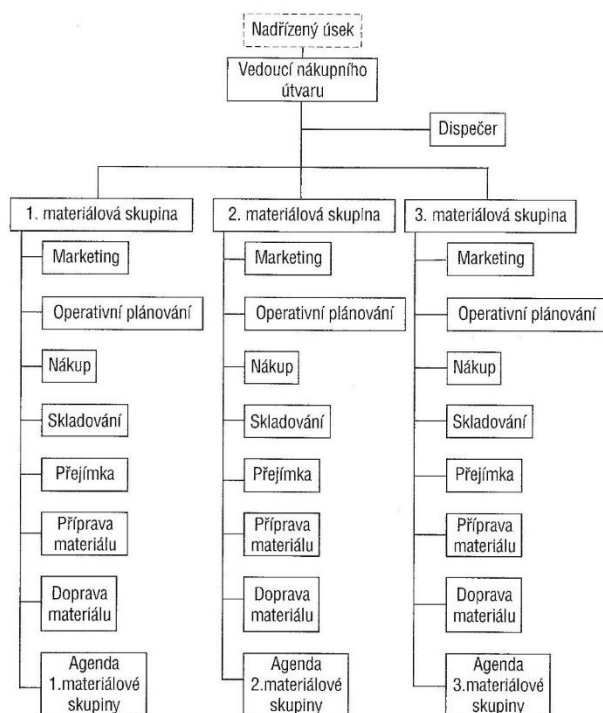 Nadřízený úsek
Vedoucí nákupního
útvaru
Dispečer
1. materiálová skupina
Marketing
Operativní plánování
Nákup
Skladování
Přejímka
Příprava
materiálu
Doprava
materiálu
Agenda
1.materiálové
skupiny
2. materiálová skupina
Marketing
Operativní plánování
Nákup
Skladování
Přejímka
Příprava
materiálu
Doprava
materiálu
Agenda
2.materiálové
skupiny
3. materiálová skupina
Marketing
Operativní plánování
Nákup
Skladování
Přejímka
Příprava
materiálu
Doprava
materiálu
Agenda
3.materiálové
skupiny